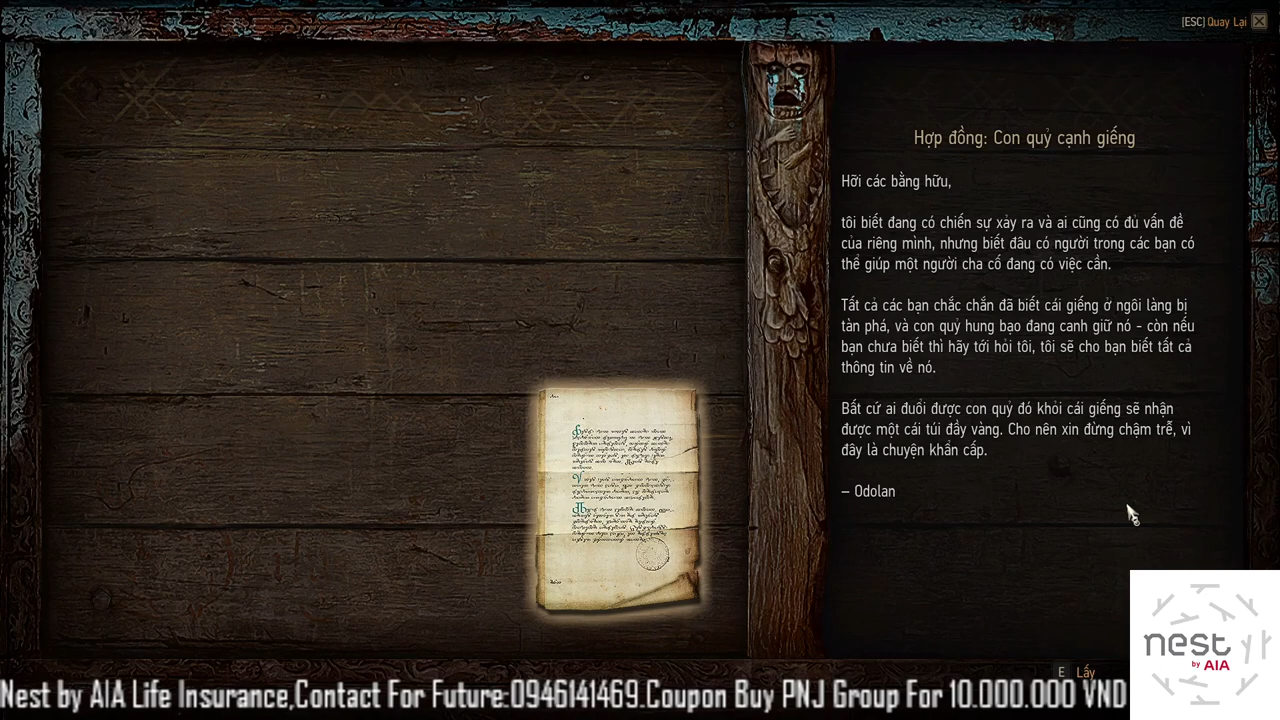 [ESC] Quay Lại
Hợp đồng: Con quỷ cạnh giếng
Hỡi các bằng hữu,
tôi biết đang có chiến sự xảy ra và ai cũng có đủ vấn đề
của riêng mình, nhưng biết đâu có người trong các bạn có
thể giúp một người cha cố đang có việc cần.
Tất cả các bạn chắc chắn đã biết cái giếng ở ngôi làng bị
tàn phá, và con quỷ hung bạo đang canh giữ nó - còn nếu
bạn chưa biết thì hãy tới hỏi tôi, tôi sẽ cho bạn biết tất cả
thông tin về nó.
Bất cứ ai đuổi được con quỷ đó khỏi cái giếng sẽ nhận
được một cái túi đầy vàng. Cho nên xin đừng chậm trễ, vì
đây là chuyện khẩn cấp.
– Odolan
E Lấy
nest
by AIA
Nest by AIA Life Insurance,Contact For Future:0946141469.Coupon Buy PNJ Group For 10.000.000 VND